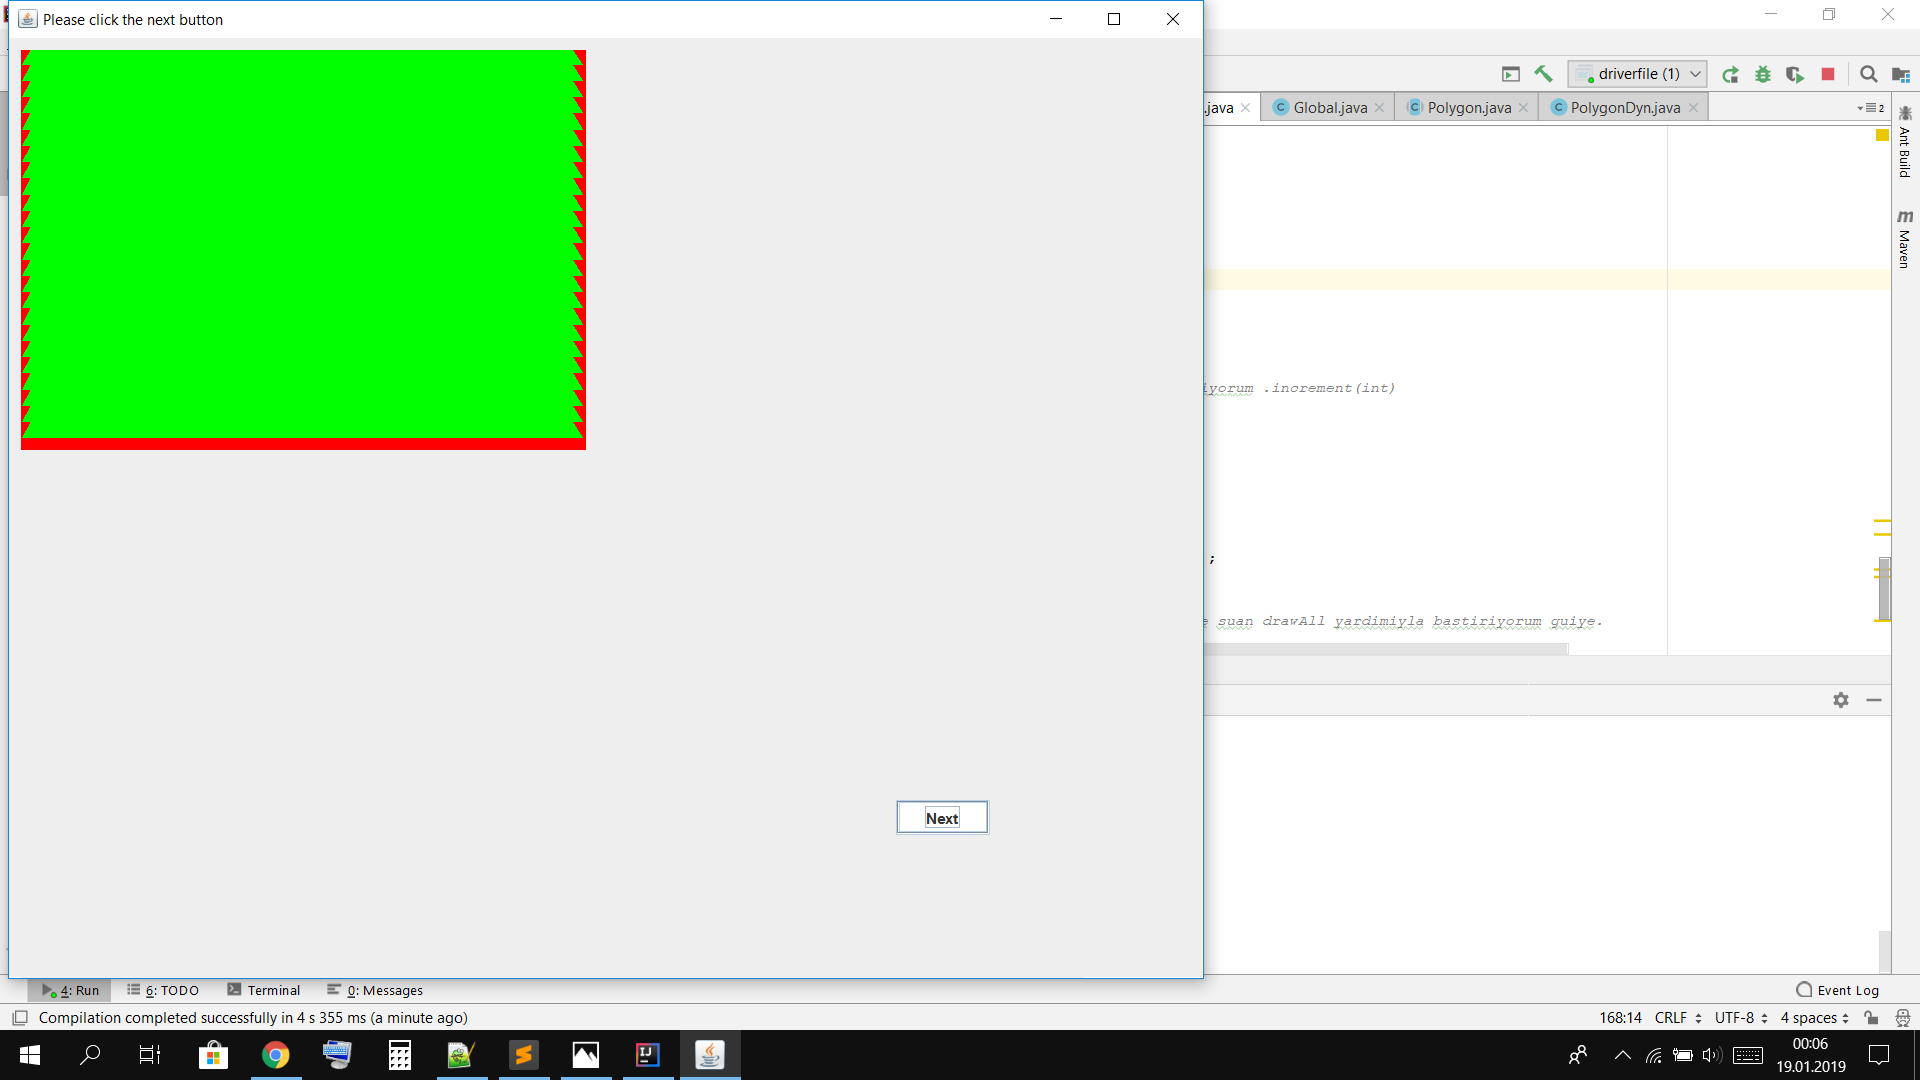 Please click the next button
driverfile (1)
.java
Global.java
Polygon.java
PolygonDyn.java
2
Ant Build
m
Maven
iyorum .increment(int)
;
suan drawAll yardimiyla bastiriyorum guiye.
Next
4: Run
6: TODO
Terminal
0: Messages
Event Log
Compilation completed successfully in 4 s 355 ms (a minute ago)
168:14
CRLF
UTF-8
4 spaces
IJ
00:06
19.01.2019